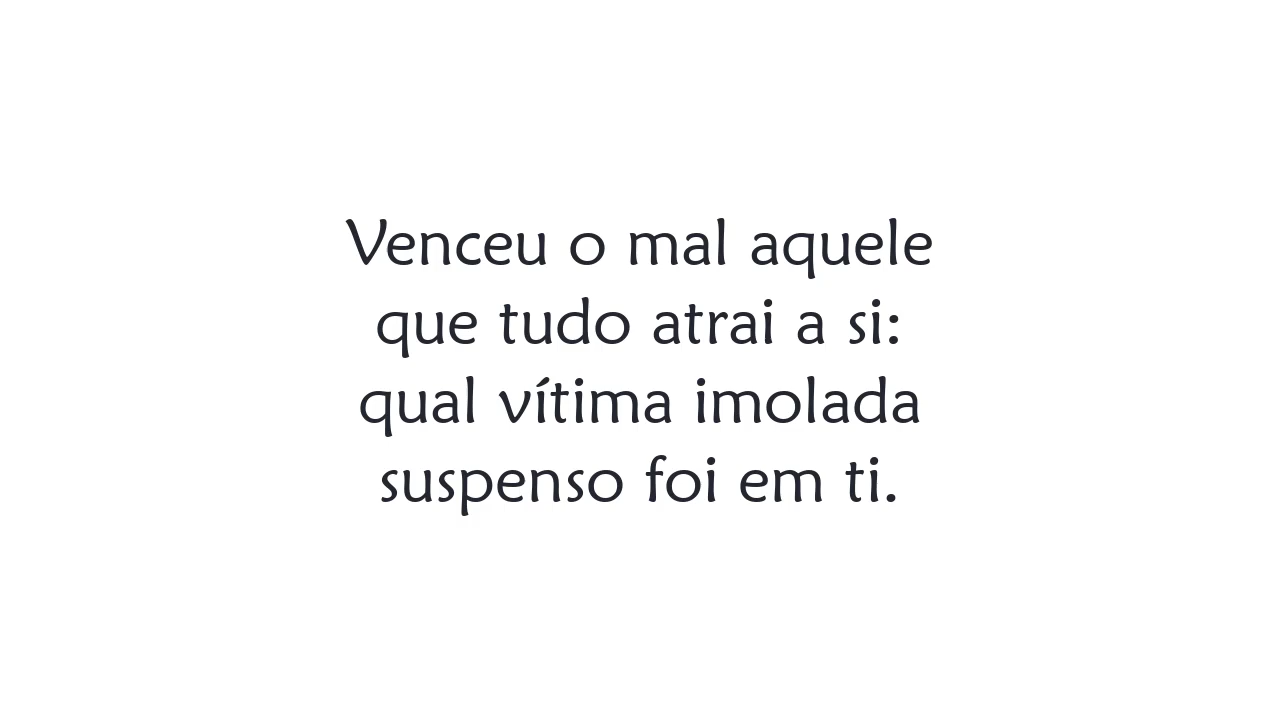 Venceu o mal aquele
que tudo atrai a si:
qual vítima imolada
suspenso foi em ti.